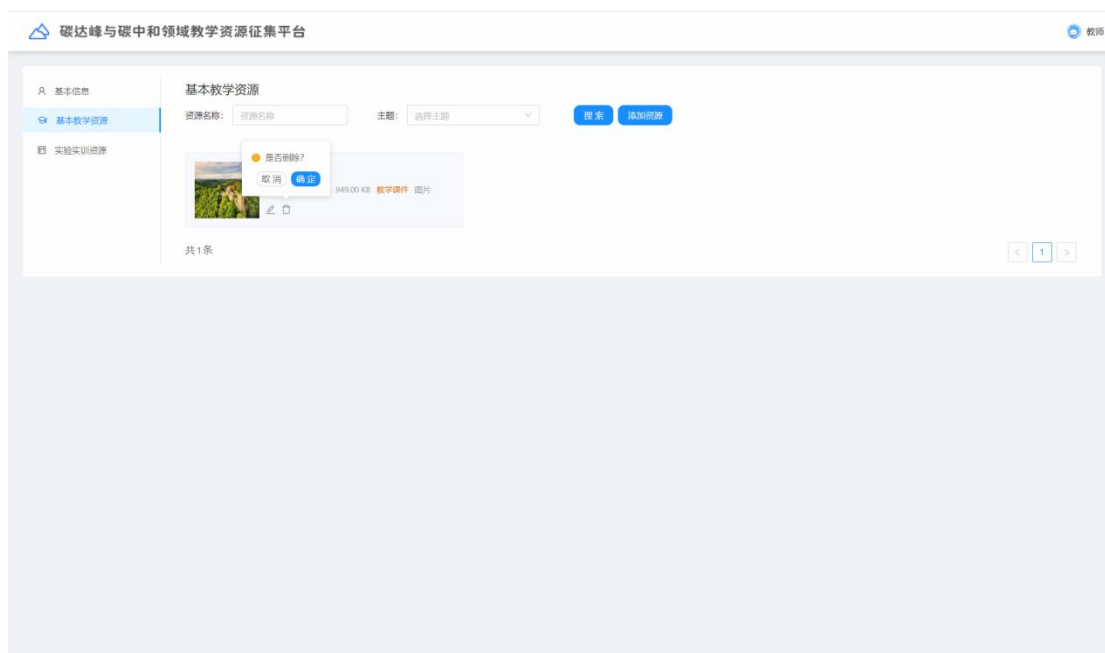 碳达峰与碳中和领域教学资源征集平台
教师
基本信息
基本教学资源
实验实训资源
基本教学资源
资源名称: 资源名称 主题: 选择主题 搜索 添加资源
是否删除?
取消 确定
949.00 KB 教学课件 图片
共1条
< 1 >